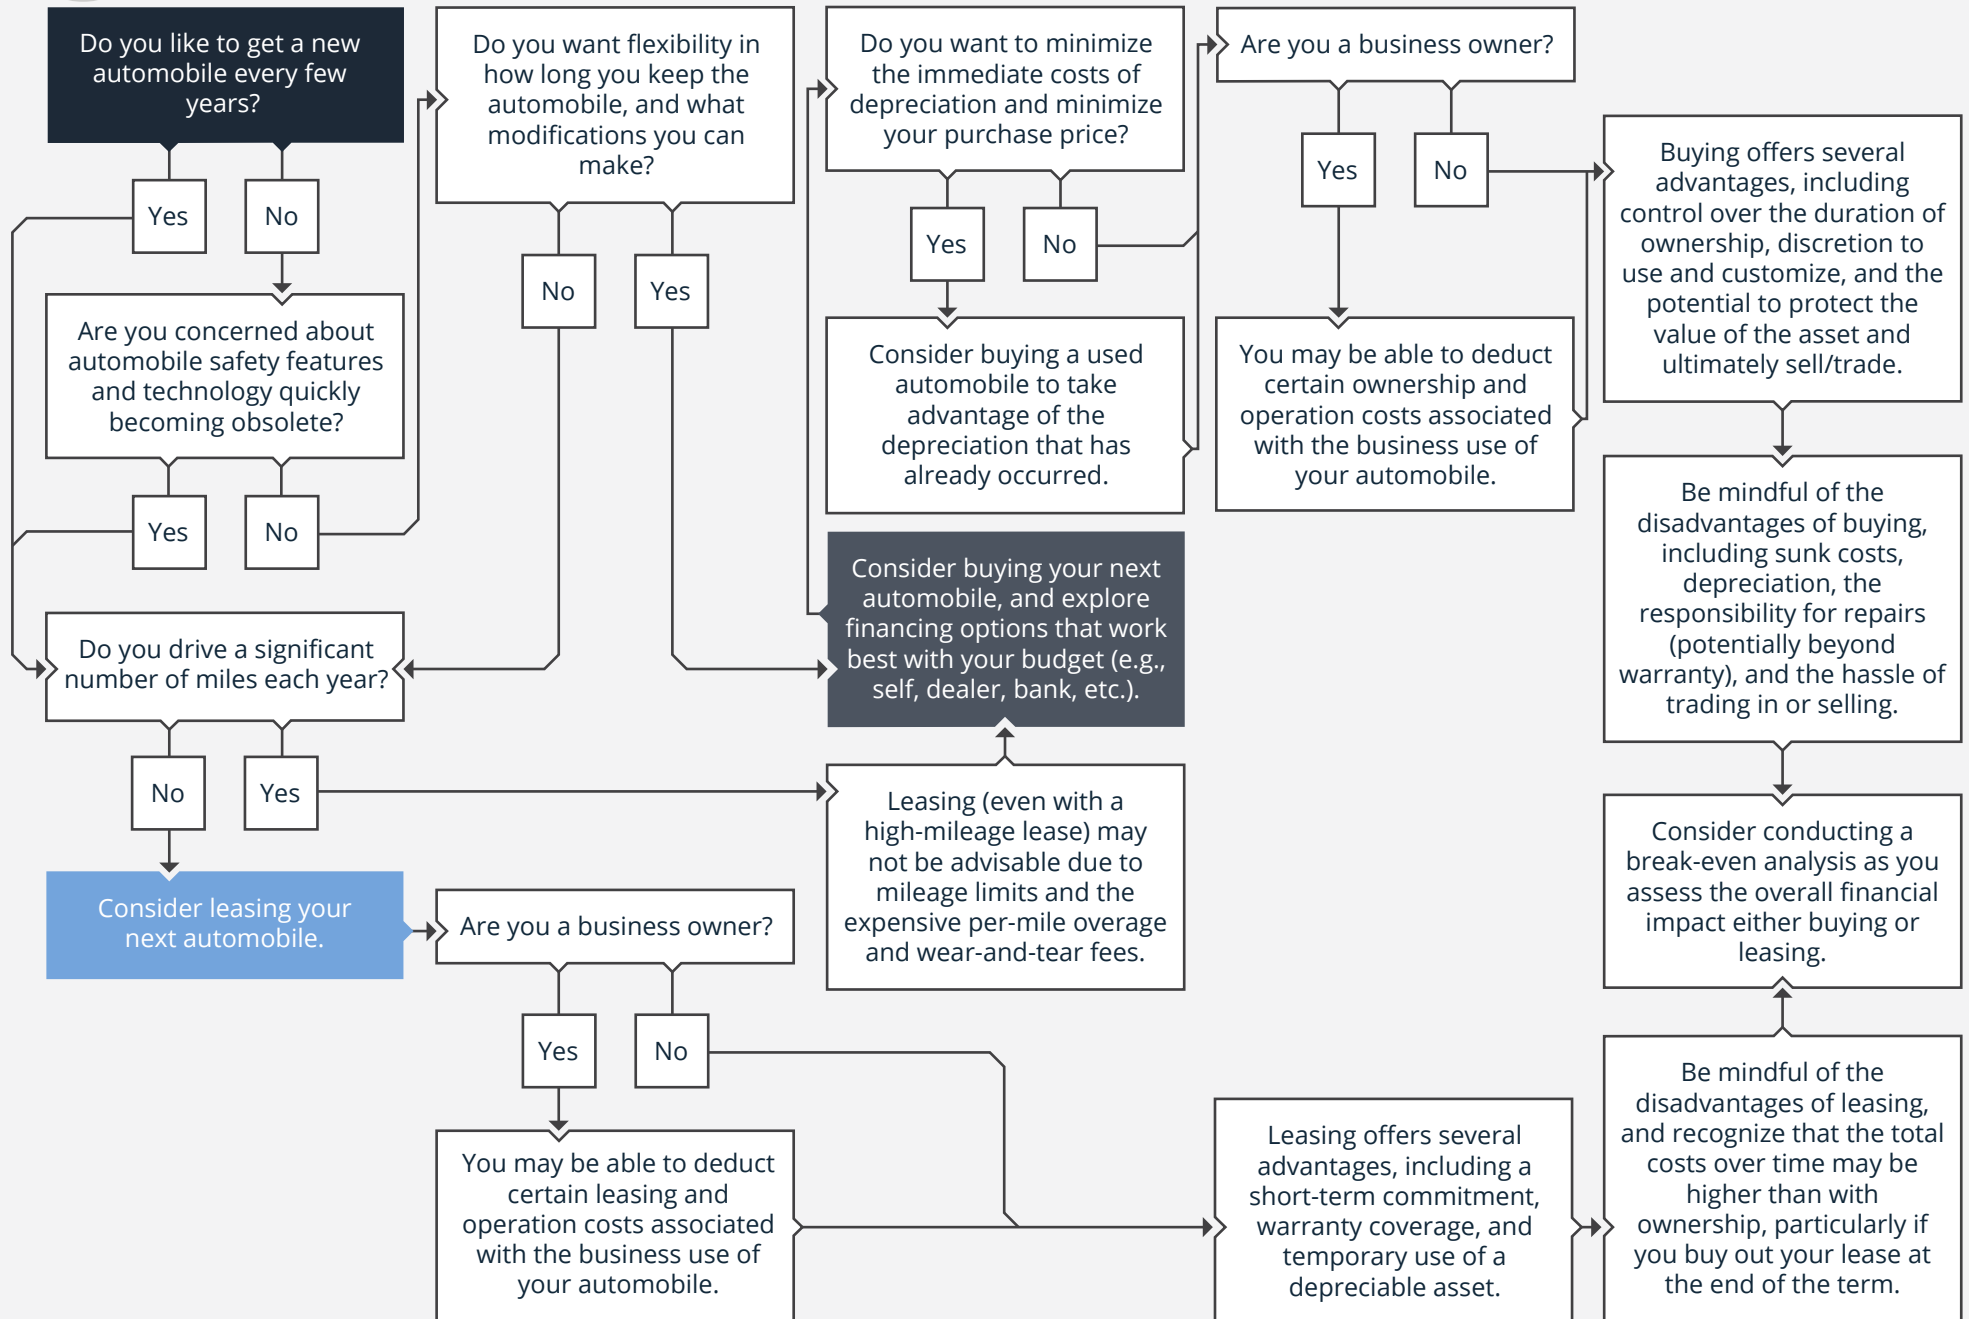 Do you like to get a new
automobile every few
years?
Yes
No
Are you concerned about
automobile safety features
and technology quickly
becoming obsolete?
Yes
No
Do you drive a significant
number of miles each year?
No
Yes
Consider leasing your
next automobile.
Do you want flexibility in
how long you keep the
automobile, and what
modifications you can
make?
No
Yes
Are you a business owner?
Yes
No
You may be able to deduct
certain leasing and
operation costs associated
with the business use of
your automobile.
Do you want to minimize
the immediate costs of
depreciation and minimize
your purchase price?
Yes
No
Consider buying a used
automobile to take
advantage of the
depreciation that has
already occurred.
Consider buying your next
automobile, and explore
financing options that work
best with your budget (e.g.,
self, dealer, bank, etc.).
Leasing (even with a
high-mileage lease) may
not be advisable due to
mileage limits and the
expensive per-mile overage
and wear-and-tear fees.
Are you a business owner?
Yes
No
You may be able to deduct
certain ownership and
operation costs associated
with the business use of
your automobile.
Leasing offers several
advantages, including a
short-term commitment,
warranty coverage, and
temporary use of a
depreciable asset.
Buying offers several
advantages, including
control over the duration of
ownership, discretion to
use and customize, and the
potential to protect the
value of the asset and
ultimately sell/trade.
Be mindful of the
disadvantages of buying,
including sunk costs,
depreciation, the
responsibility for repairs
(potentially beyond
warranty), and the hassle of
trading in or selling.
Consider conducting a
break-even analysis as you
assess the overall financial
impact either buying or
leasing.
Be mindful of the
disadvantages of leasing,
and recognize that the total
costs over time may be
higher than with
ownership, particularly if
you buy out your lease at
the end of the term.